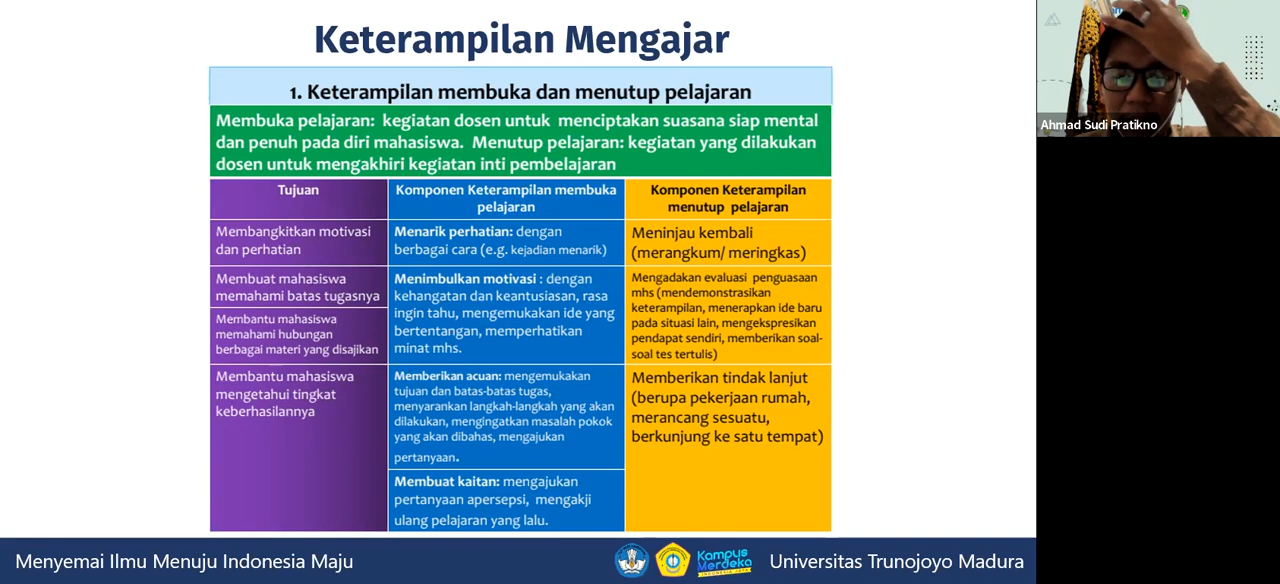 Keterampilan Mengajar
1. Keterampilan membuka dan menutup pelajaran
Membuka pelajaran: kegiatan dosen untuk menciptakan suasana siap mental
dan penuh pada diri mahasiswa. Menutup pelajaran: kegiatan yang dilakukan
dosen untuk mengakhiri kegiatan inti pembelajaran
Tujuan
Komponen Keterampilan membuka
pelajaran
Komponen Keterampilan
menutup pelajaran
Membangkitkan motivasi
dan perhatian
Menarik perhatian: dengan
berbagai cara (e.g. kejadian menarik)
Meninjau kembali
(merangkum/ meringkas)
Membuat mahasiswa
memahami batas tugasnya
Membantu mahasiswa
memahami hubungan
berbagai materi yang disajikan
Menimbulkan motivasi : dengan
kehangatan dan keantusiasan, rasa
ingin tahu, mengemukakan ide yang
bertentangan, memperhatikan
minat mhs.
Mengadakan evaluasi penguasaan
mhs (mendemonstrasikan
keterampilan, menerapkan ide baru
pada situasi lain, mengekspresikan
pendapat sendiri, memberikan soal-
soal tes tertulis)
Membantu mahasiswa
mengetahui tingkat
keberhasilannya
Memberikan acuan: mengemukakan
tujuan dan batas-batas tugas,
menyarankan langkah-langkah yang akan
dilakukan, mengingatkan masalah pokok
yang akan dibahas, mengajukan
pertanyaan.
Memberikan tindak lanjut
(berupa pekerjaan rumah,
merancang sesuatu,
berkunjung ke satu tempat)
Membuat kaitan: mengajukan
pertanyaan apersepsi, mengakji
ulang pelajaran yang lalu.
Menyemai Ilmu Menuju Indonesia Maju
Kampus
Merdeka
INDONESIA JAYA
Universitas Trunojoyo Madura
Ahmad Sudi Pratikno